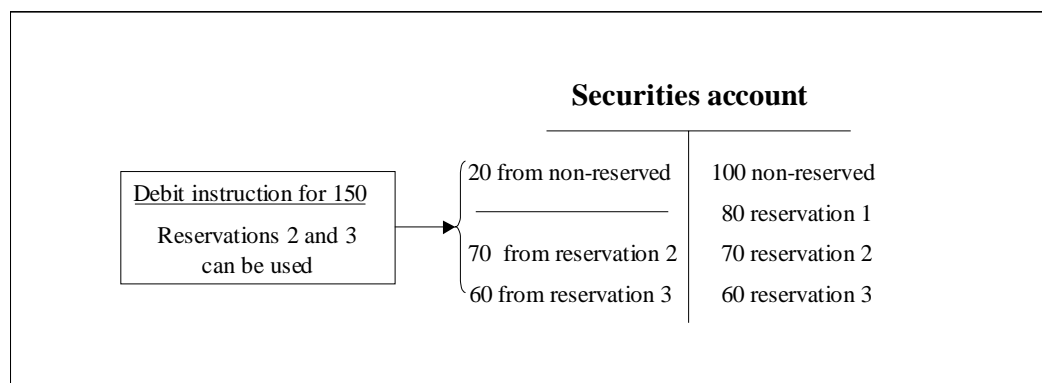 Securities account
Debit instruction for 150
Reservations 2 and 3
can be used
20 from non-reserved
70 from reservation 2
60 from reservation 3
100 non-reserved
80 reservation 1
70 reservation 2
60 reservation 3